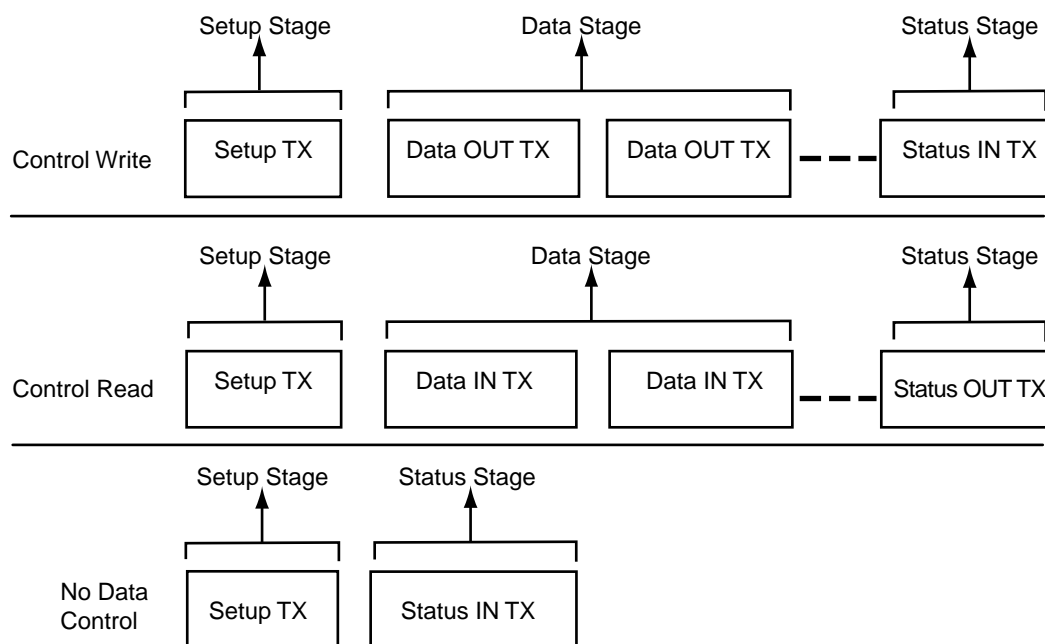 Setup Stage Data Stage Status Stage
Control Write Setup TX Data OUT TX Data OUT TX Status IN TX
Setup Stage Data Stage Status Stage
Control Read Setup TX Data IN TX Data IN TX Status OUT TX
Setup Stage Status Stage
No Data
Control Setup TX Status IN TX